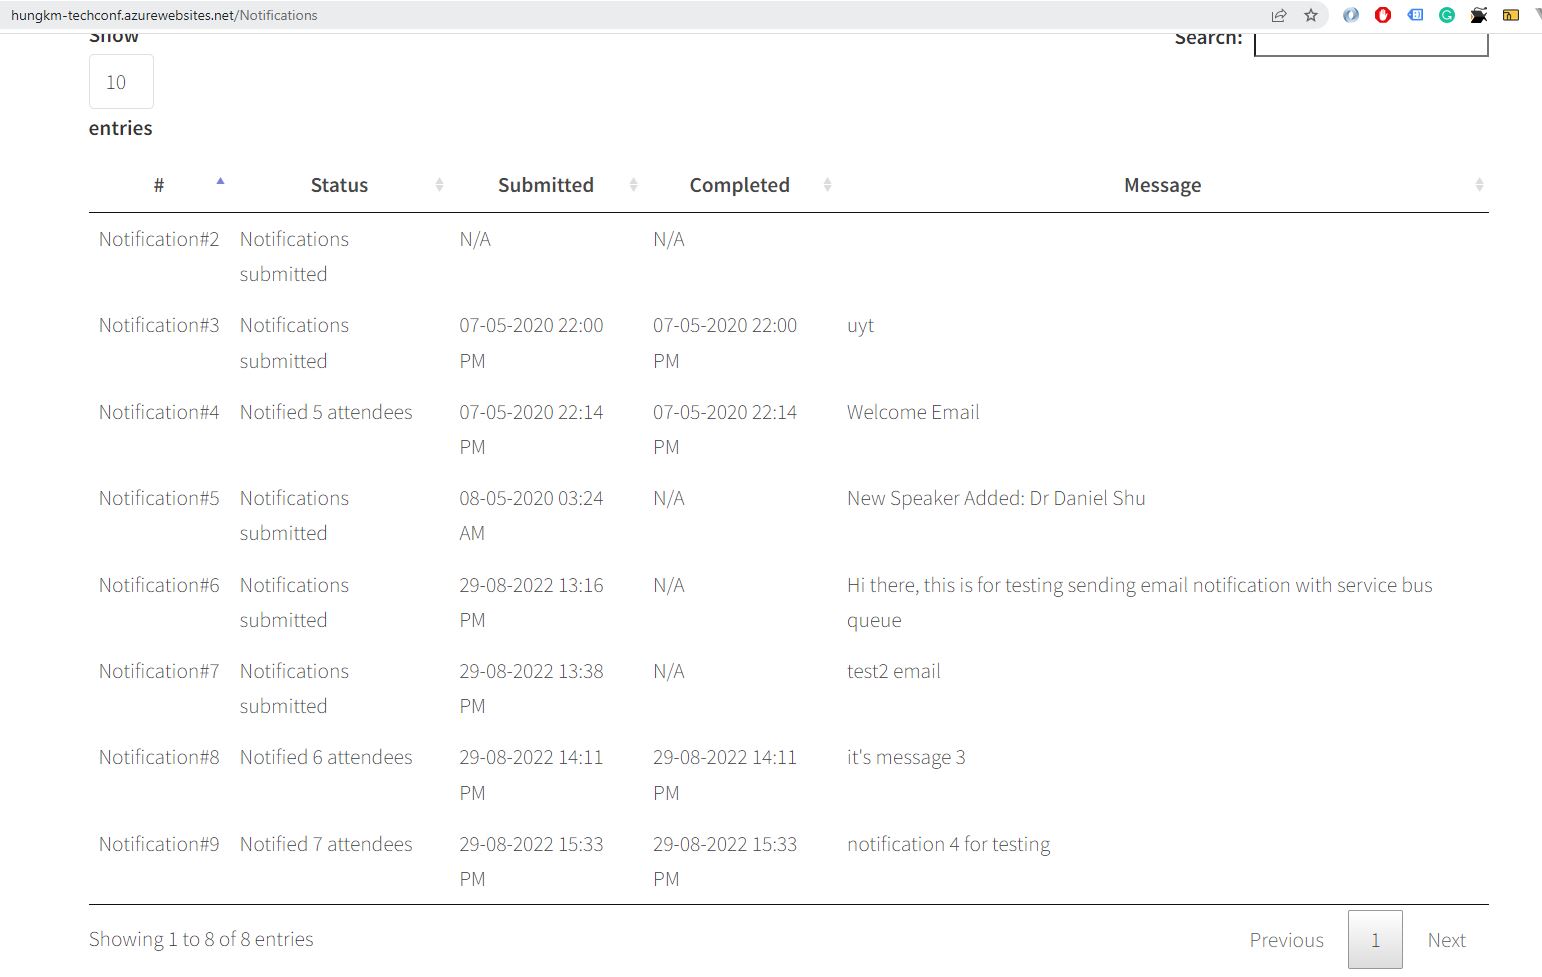 hungkm-techconf.azurewebsites.net/Notifications
Show
Search:
10
entries
# Status Submitted Completed Message
Notification#2 Notifications N/A N/A
submitted
Notification#3 Notifications 07-05-2020 22:00 07-05-2020 22:00 uyt
submitted PM PM
Notification#4 Notified 5 attendees 07-05-2020 22:14 07-05-2020 22:14 Welcome Email
PM PM
Notification#5 Notifications 08-05-2020 03:24 N/A New Speaker Added: Dr Daniel Shu
submitted AM
Notification#6 Notifications 29-08-2022 13:16 N/A Hi there, this is for testing sending email notification with service bus
submitted PM queue
Notification#7 Notifications 29-08-2022 13:38 N/A test2 email
submitted PM
Notification#8 Notified 6 attendees 29-08-2022 14:11 29-08-2022 14:11 it's message 3
PM PM
Notification#9 Notified 7 attendees 29-08-2022 15:33 29-08-2022 15:33 notification 4 for testing
PM PM
Showing 1 to 8 of 8 entries
Previous 1 Next